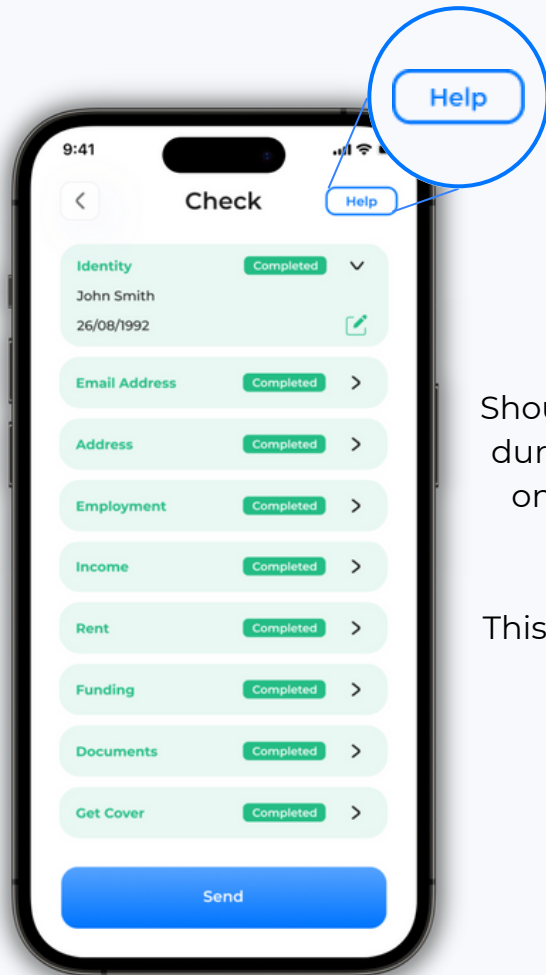 Help
9:41
Check Help
Identity Completed
John Smith
26/08/1992
Email Address Completed
Address Completed
Employment Completed
Income Completed
Rent Completed
Funding Completed
Documents Completed
Get Cover Completed
Send
This